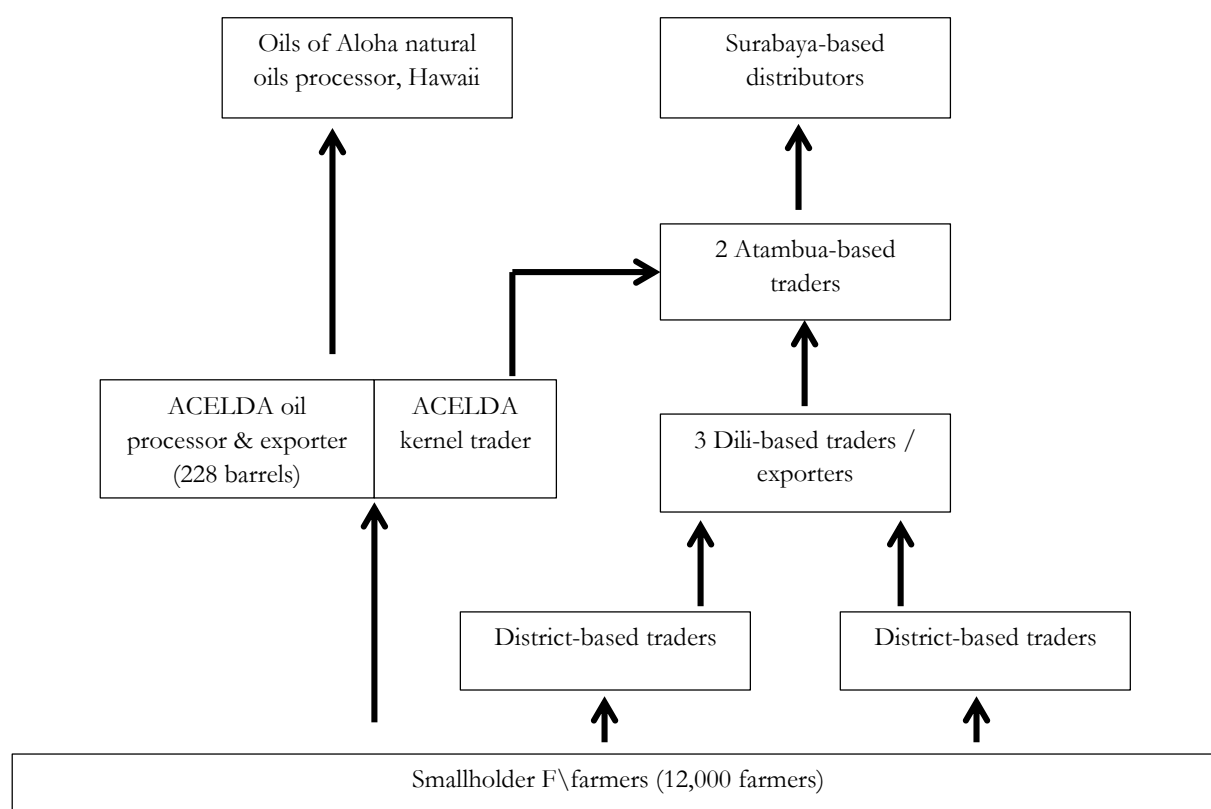 Oils of Aloha natural
oils processor, Hawaii
Surabaya-based
distributors
2 Atambua-based
traders
ACELDA oil
processor & exporter
(228 barrels)
ACELDA
kernel trader
3 Dili-based traders /
exporters
District-based traders
District-based traders
Smallholder F\farmers (12,000 farmers)